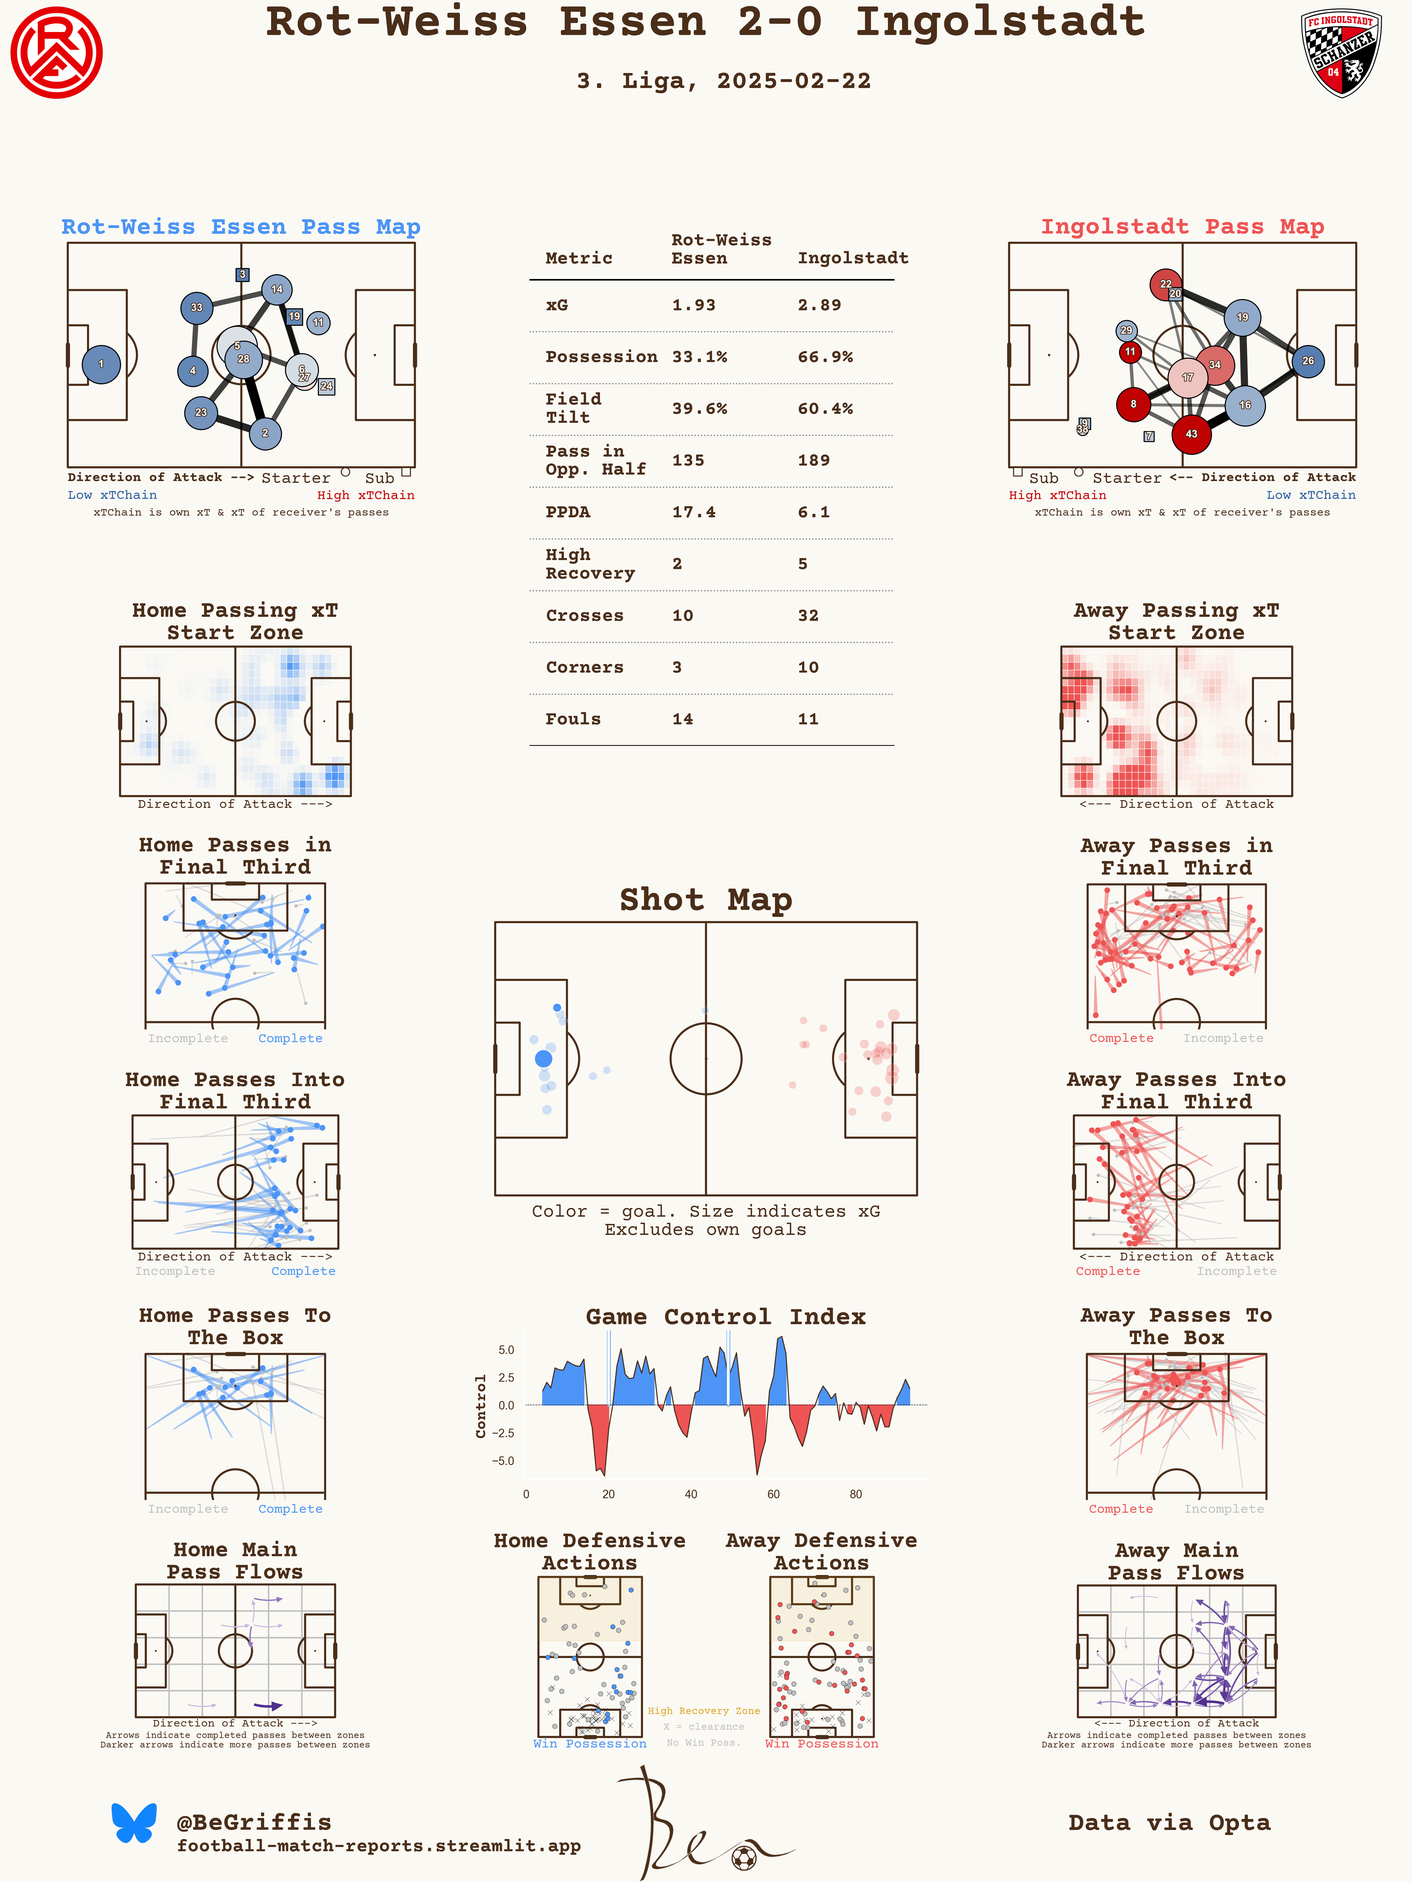 Rot-Weiss Essen 2-0 Ingolstadt
3. Liga, 2025-02-22
FC INGOLSTADT
SCHANZER
04
Rot-Weiss Essen Pass Map
3
14
33
19
11
5
28
1
4
6
27
24
23
2
Direction of Attack --> Starter Sub
Low xTChain High xTChain
xTChain is own xT & xT of receiver's passes
Metric Rot-Weiss Essen Ingolstadt
xG 1.93 2.89
Possession 33.1% 66.9%
Field Tilt 39.6% 60.4%
Pass in Opp. Half 135 189
PPDA 17.4 6.1
High Recovery 2 5
Crosses 10 32
Corners 3 10
Fouls 14 11
Ingolstadt Pass Map
22
20
19
29
11
34
26
17
8
16
43
9
38
7
Sub Starter <-- Direction of Attack
High xTChain Low xTChain
xTChain is own xT & xT of receiver's passes
Home Passing xT
Start Zone
Direction of Attack --->
Away Passing xT
Start Zone
<--- Direction of Attack
Home Passes in
Final Third
Incomplete Complete
Away Passes in
Final Third
Complete Incomplete
Shot Map
Color = goal. Size indicates xG
Excludes own goals
Home Passes Into
Final Third
Direction of Attack --->
Incomplete Complete
Away Passes Into
Final Third
<--- Direction of Attack
Complete Incomplete
Home Passes To
The Box
Incomplete Complete
Game Control Index
Control
5.0
2.5
0.0
−2.5
−5.0
0 20 40 60 80
Away Passes To
The Box
Complete Incomplete
Home Main
Pass Flows
Direction of Attack --->
Arrows indicate completed passes between zones
Darker arrows indicate more passes between zones
Home Defensive
Actions
Win Possession
High Recovery Zone
X = clearance
No Win Poss.
Away Defensive
Actions
Win Possession
Away Main
Pass Flows
<--- Direction of Attack
Arrows indicate completed passes between zones
Darker arrows indicate more passes between zones
@BeGriffis
football-match-reports.streamlit.app
Ben
Data via Opta